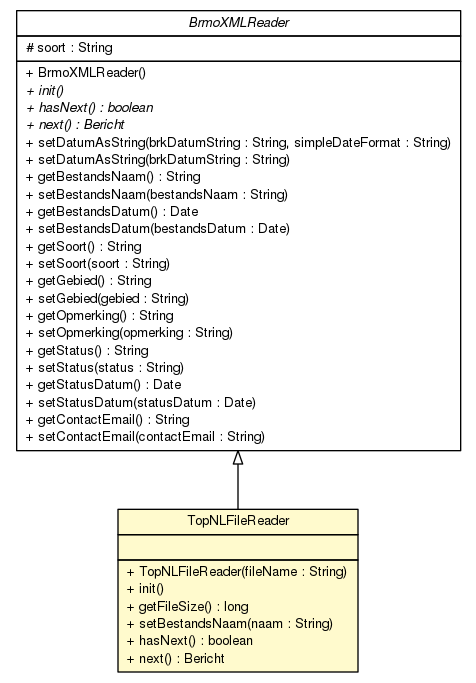 BrmoXMLReader
# soort : String
+ BrmoXMLReader()
+ init()
+ hasNext() : boolean
+ next() : Bericht
+ setDatumAsString(brkDatumString : String, simpleDateFormat : String)
+ setDatumAsString(brkDatumString : String)
+ getBestandsNaam() : String
+ setBestandsNaam(bestandsNaam : String)
+ getBestandsDatum() : Date
+ setBestandsDatum(bestandsDatum : Date)
+ getSoort() : String
+ setSoort(soort : String)
+ getGebied() : String
+ setGebied(gebied : String)
+ getOpmerking() : String
+ setOpmerking(opmerking : String)
+ getStatus() : String
+ setStatus(status : String)
+ getStatusDatum() : Date
+ setStatusDatum(statusDatum : Date)
+ getContactEmail() : String
+ setContactEmail(contactEmail : String)
TopNLFileReader
+ TopNLFileReader(fileName : String)
+ init()
+ getFileSize() : long
+ setBestandsNaam(naam : String)
+ hasNext() : boolean
+ next() : Bericht